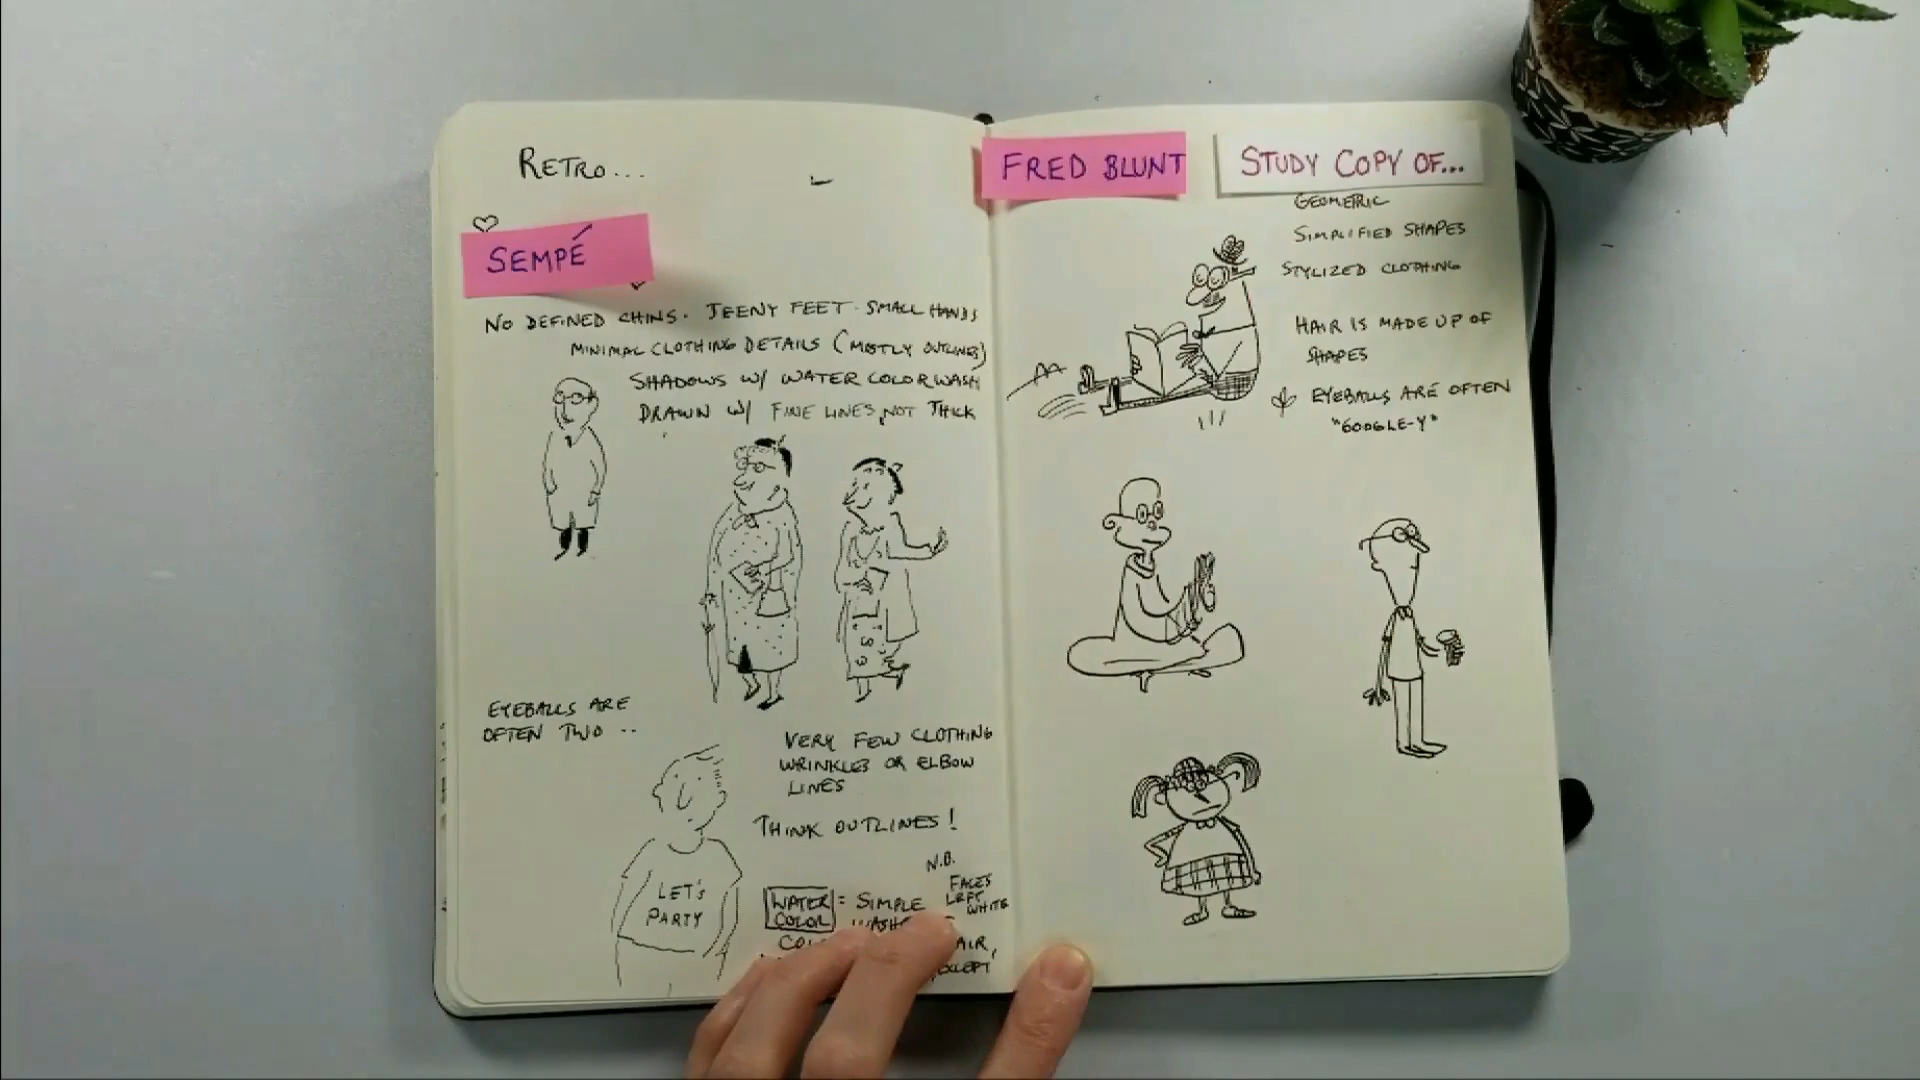 RETRO...
SEMPÉ
NO DEFINED CHINS. TEENY FEET. SMALL HANDS
MINIMAL CLOTHING DETAILS (MOSTLY OUTLINES)
SHADOWS W/ WATERCOLOR WASH
DRAWN W/ FINE LINES, NOT THICK
EYEBALLS ARE
OFTEN TWO ..
VERY FEW CLOTHING
WRINKLES OR ELBOW
LINES
THINK OUTLINES!
LET'S
PARTY
N.B.
FACES
LEFT
WHITE
WATER
COLOR
= SIMPLE
EXCEPT
FRED BLUNT
STUDY COPY OF...
GEOMETRIC
SIMPLIFIED SHAPES
STYLIZED CLOTHING
HAIR IS MADE UP OF
SHAPES
EYEBALLS ARE OFTEN
"GOOGLE-Y"